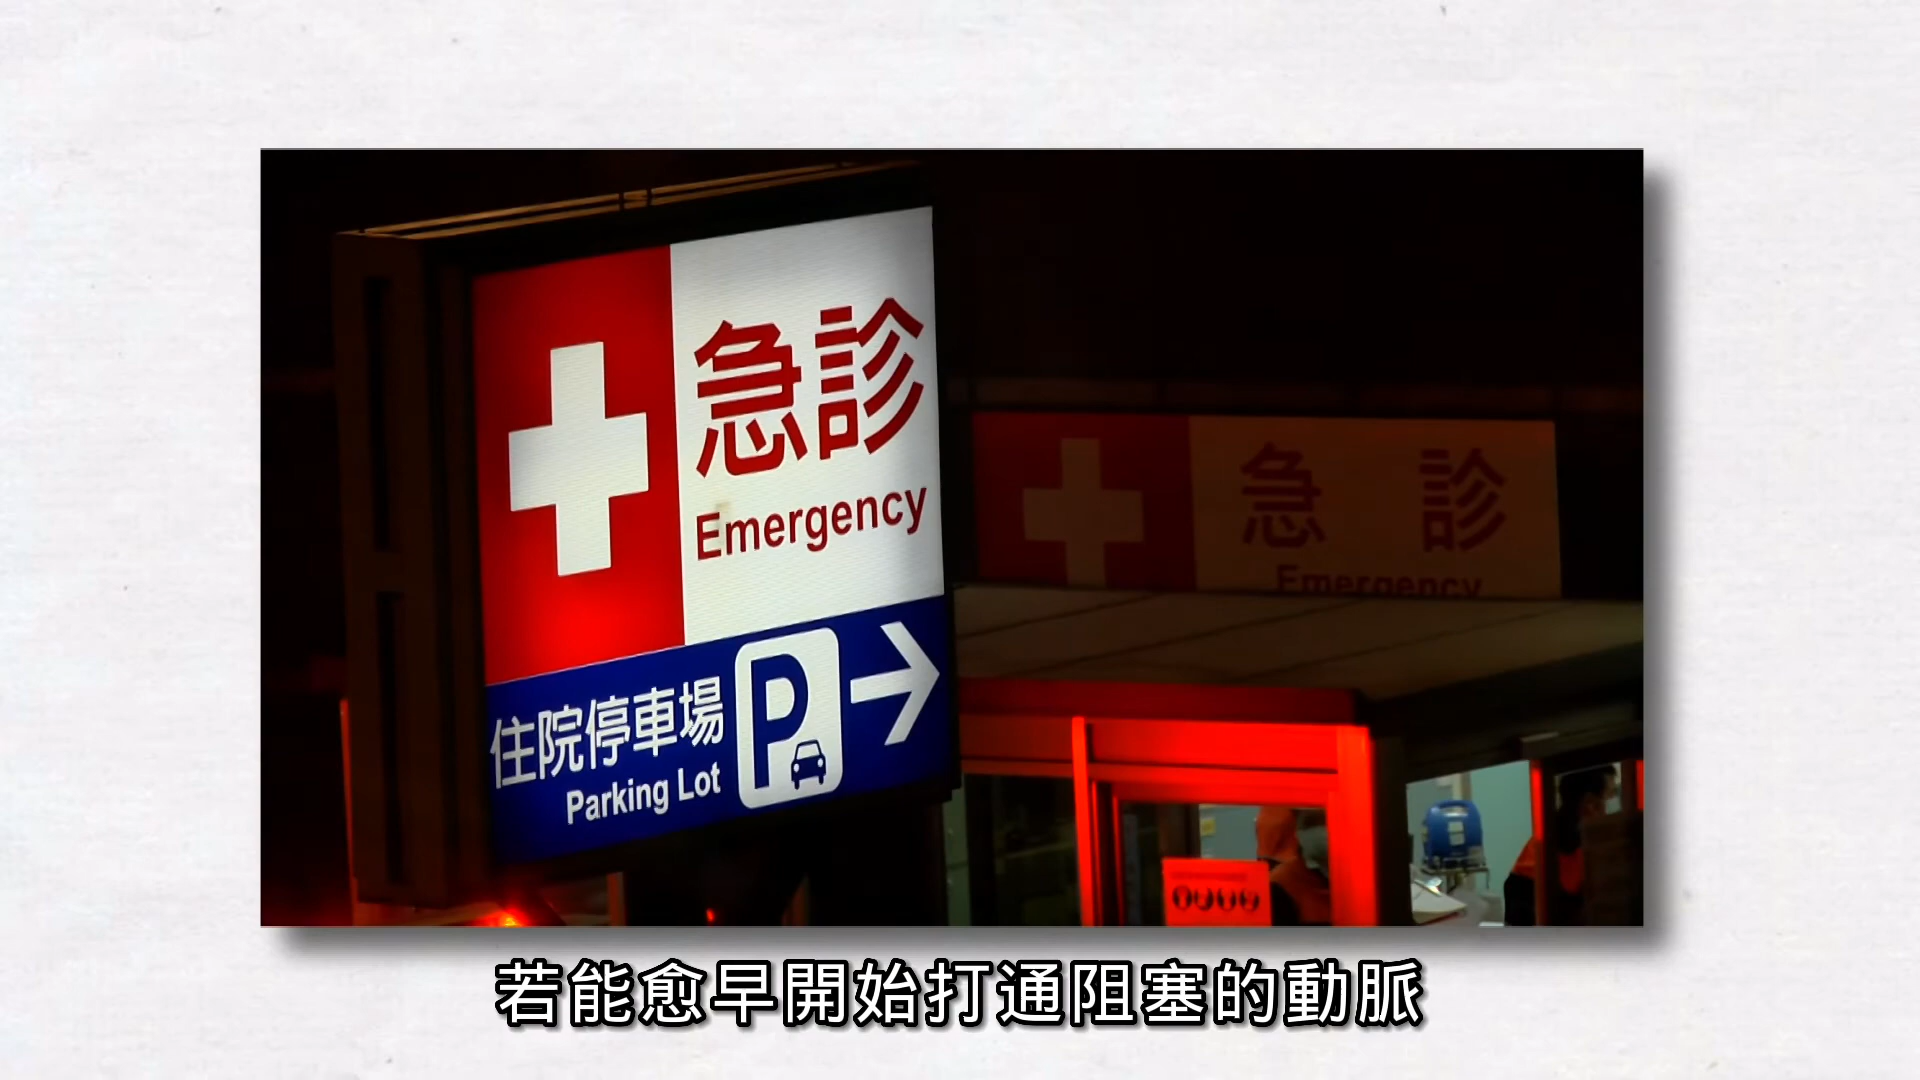 急診
Emergency
住院停車場
Parking Lot
P
急 診
Emergency
若能愈早開始打通阻塞的動脈